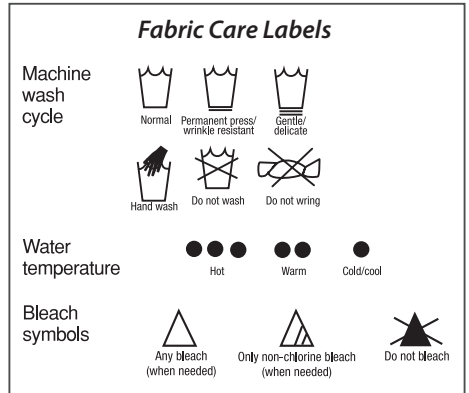 Fabric Care Labels
Machine
wash
cycle
Normal
Permanent press/
wrinkle resistant
Gentle/
delicate
Hand wash
Do not wash
Do not wring
Water
temperature
Hot
Warm
Cold/cool
Bleach
symbols
Any bleach
(when needed)
Only non-chlorine bleach
(when needed)
Do not bleach